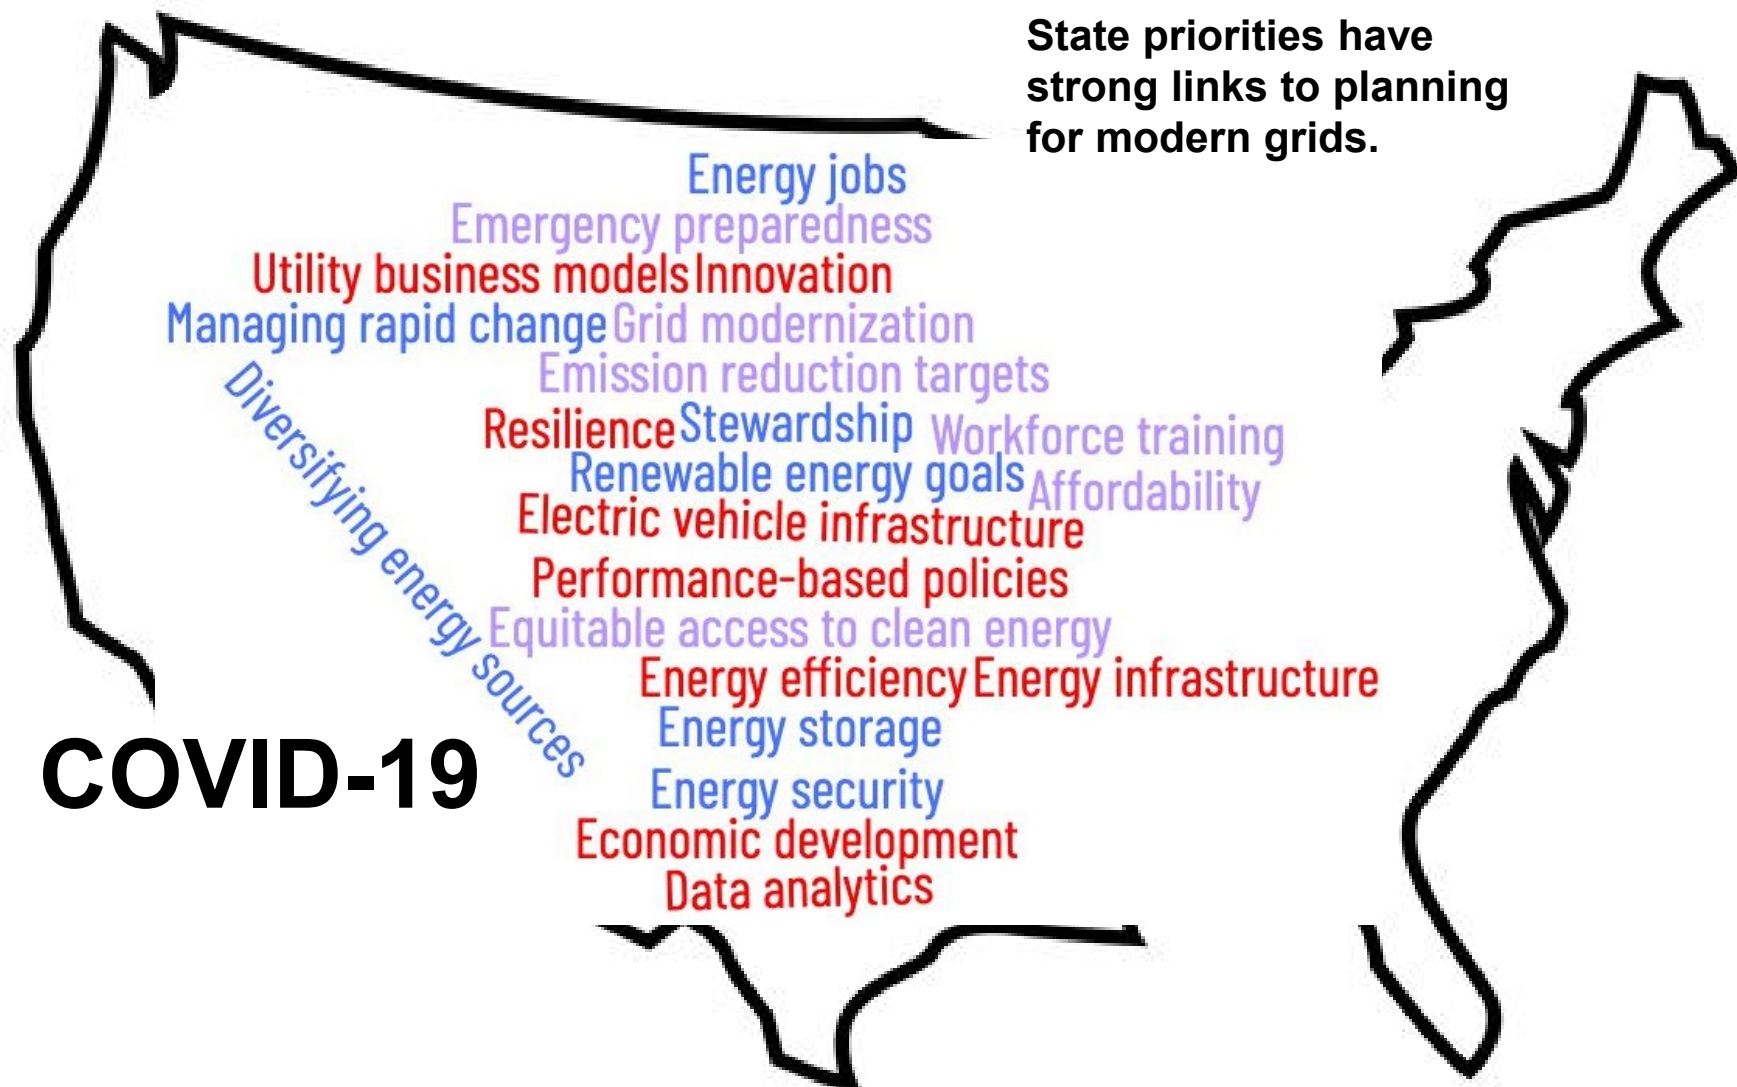 State priorities have
strong links to planning
for modern grids.
Energy jobs
Emergency preparedness
Utility business models Innovation
Managing rapid change Grid modernization
Emission reduction targets
Diversifying energy sources
Resilience Stewardship Workforce training
Renewable energy goals Affordability
Electric vehicle infrastructure
Performance-based policies
Equitable access to clean energy
Energy efficiency Energy infrastructure
Energy storage
COVID-19
Energy security
Economic development
Data analytics